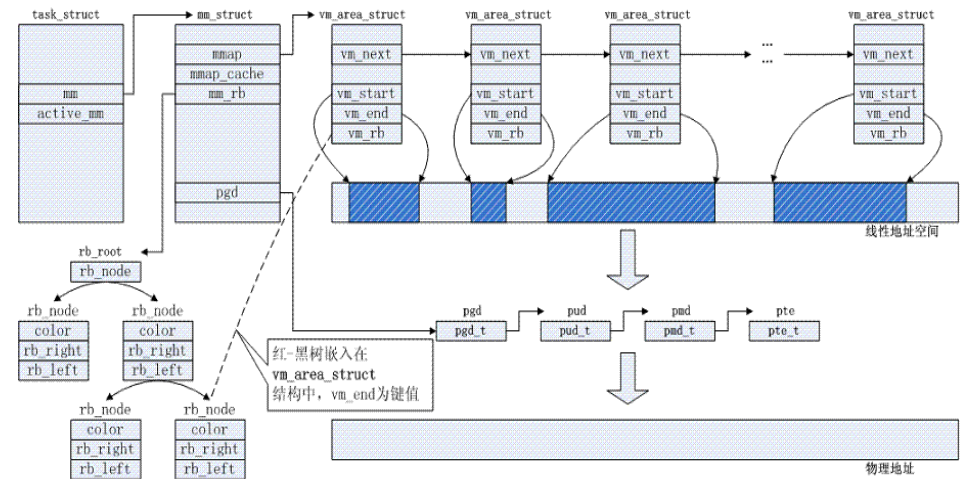 task_struct
mm_struct
vm_area_struct
vm_area_struct
vm_area_struct
vm_area_struct
mmap
mmap_cache
mm_rb
mm
active_mm
pgd
vm_next
vm_start
vm_end
vm_rb
vm_next
vm_start
vm_end
vm_rb
vm_next
vm_start
vm_end
vm_rb
...
...
vm_next
vm_start
vm_end
vm_rb
线性地址空间
rb_root
rb_node
rb_node
color
rb_right
rb_left
rb_node
color
rb_right
rb_left
rb_node
color
rb_right
rb_left
rb_node
color
rb_right
rb_left
红-黑树嵌入在
vm_area_struct
结构中，vm_end为键值
pgd
pgd_t
pud
pud_t
pmd
pmd_t
pte
pte_t
物理地址